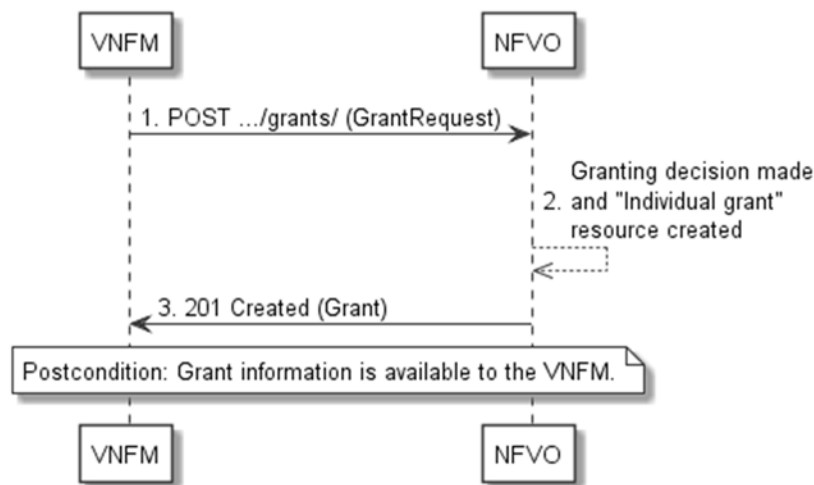 VNFM
NFVO
1. POST .../grants/ (GrantRequest)
Granting decision made
2. and "Individual grant"
resource created
3. 201 Created (Grant)
Postcondition: Grant information is available to the VNFM.
VNFM
NFVO